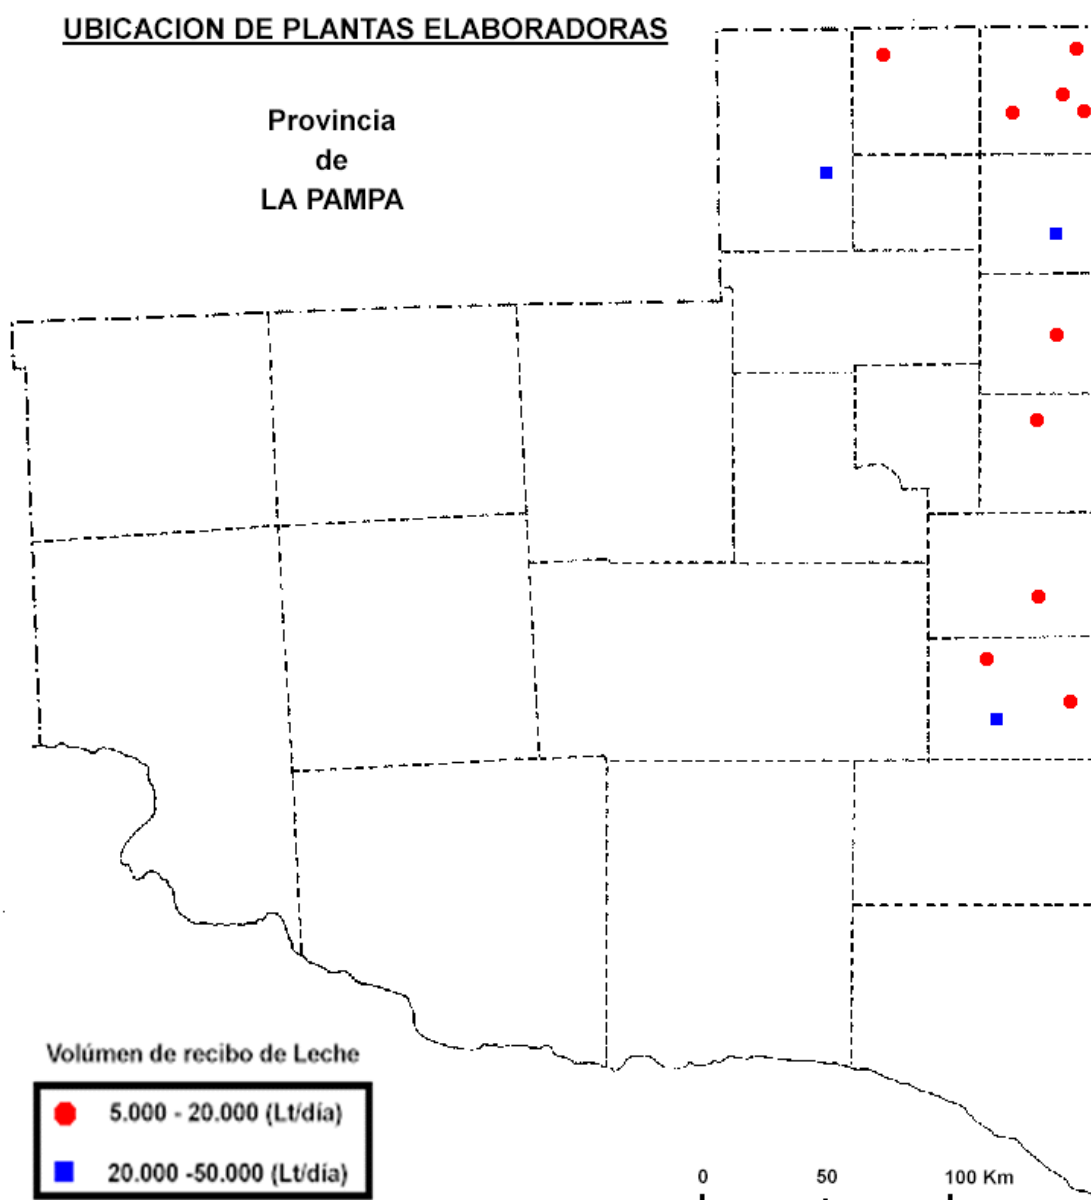 UBICACION DE PLANTAS ELABORADORAS
Provincia
de
LA PAMPA
Volúmen de recibo de Leche
5.000 - 20.000 (Lt/día)
20.000 -50.000 (Lt/día)
0 50 100 Km